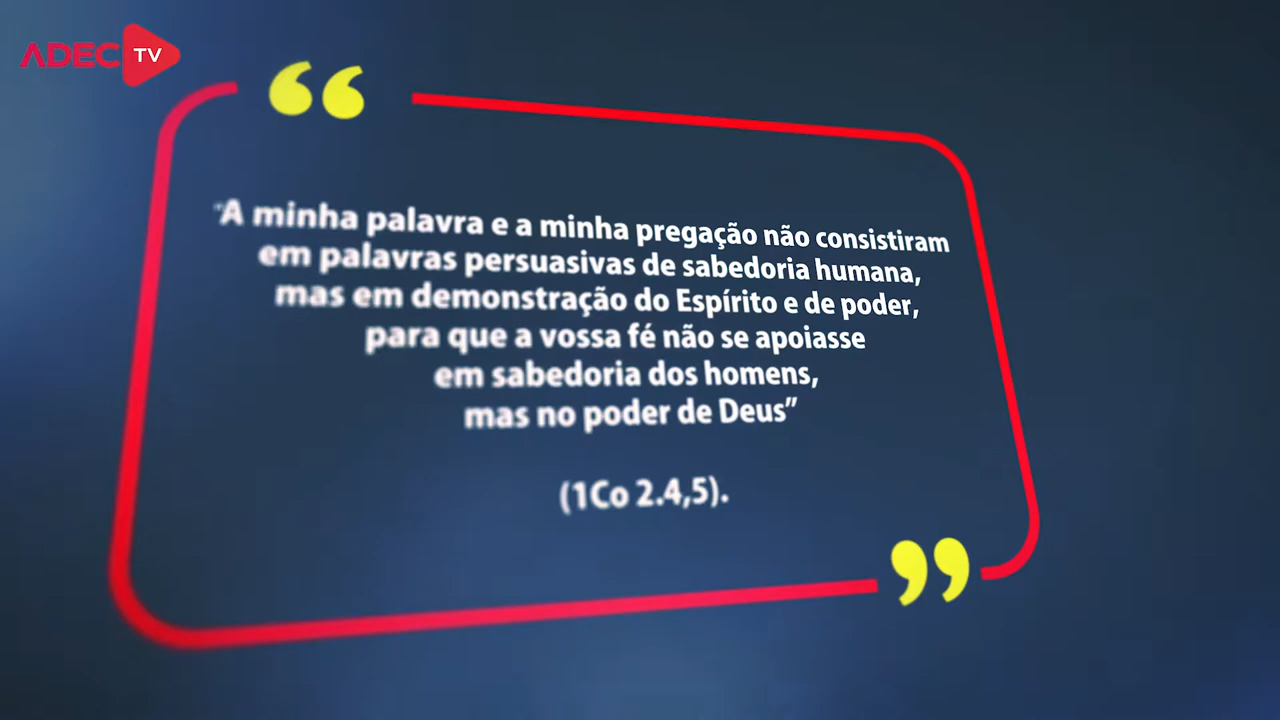 ADEC TV
“
"A minha palavra e a minha pregação não consistiram
em palavras persuasivas de sabedoria humana,
mas em demonstração do Espírito e de poder,
para que a vossa fé não se apoiasse
em sabedoria dos homens,
mas no poder de Deus”
(1Co 2.4,5).
”